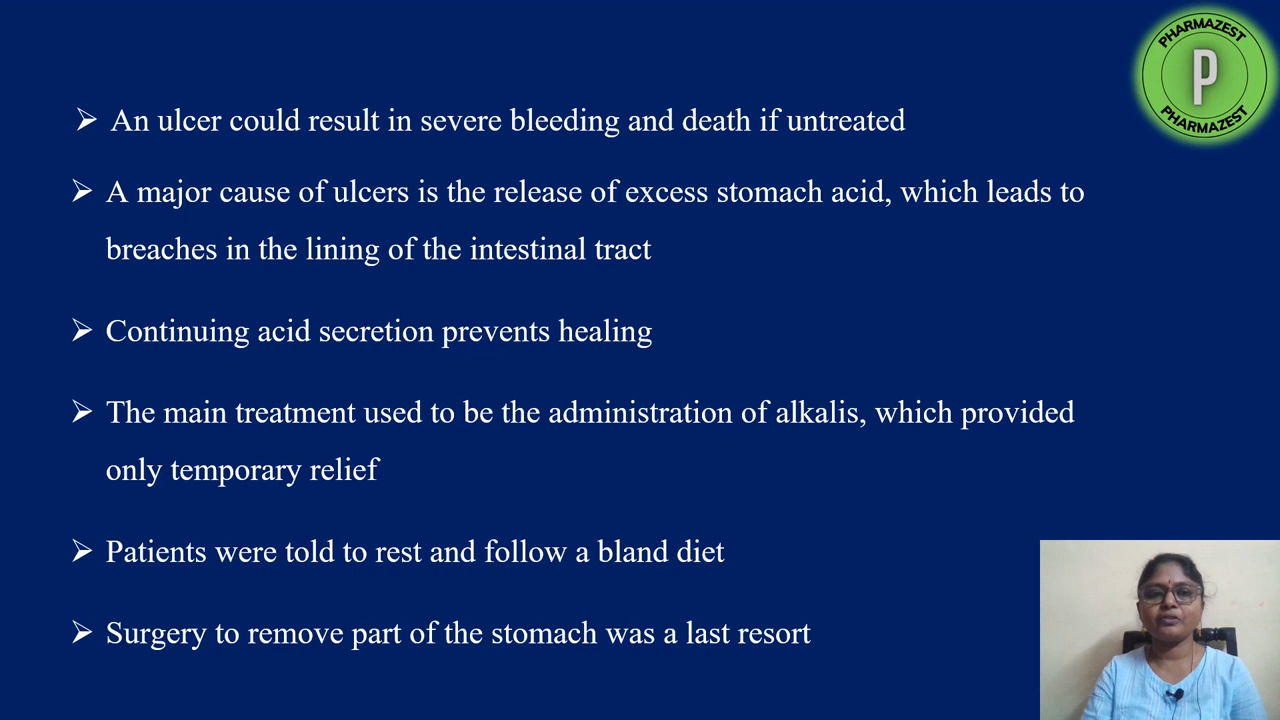 PHARMAZEST
P
PHARMAZEST
➢ An ulcer could result in severe bleeding and death if untreated
➢ A major cause of ulcers is the release of excess stomach acid, which leads to
breaches in the lining of the intestinal tract
➢ Continuing acid secretion prevents healing
➢ The main treatment used to be the administration of alkalis, which provided
only temporary relief
➢ Patients were told to rest and follow a bland diet
➢ Surgery to remove part of the stomach was a last resort